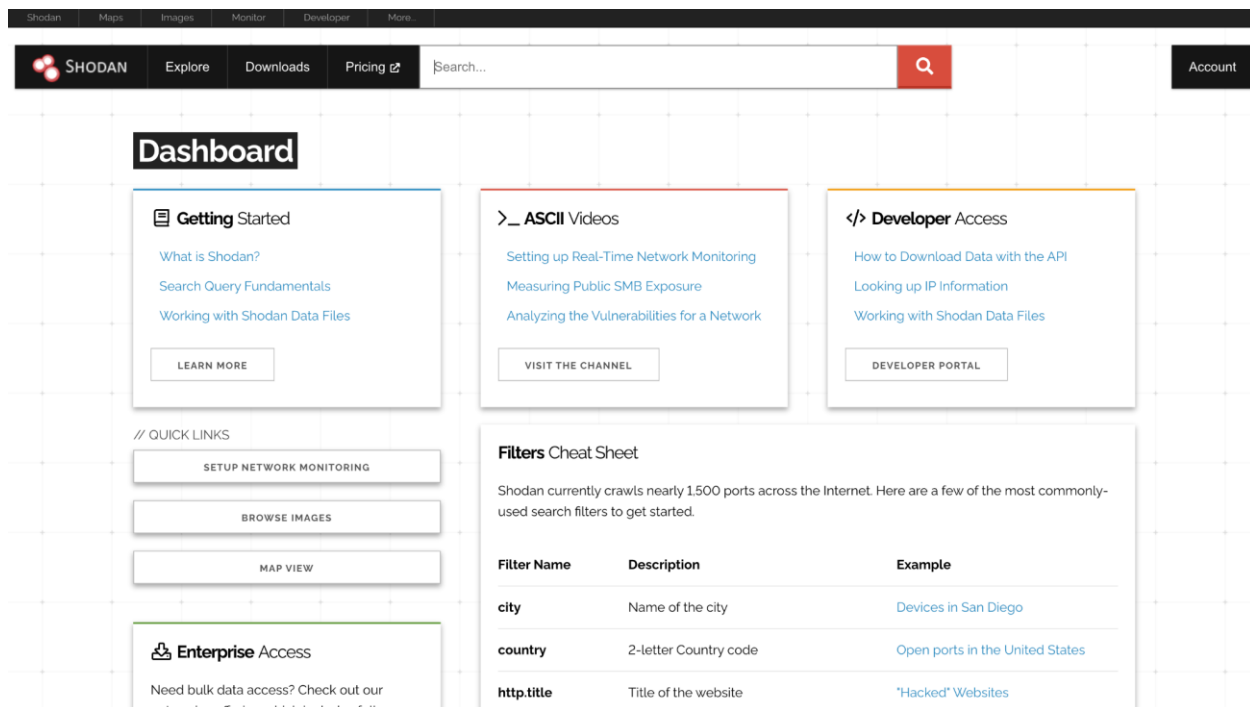 Shodan Maps Images Monitor Developer More...
SHODAN Explore Downloads Pricing Search... Account
Dashboard
Getting Started
What is Shodan?
Search Query Fundamentals
Working with Shodan Data Files
LEARN MORE
>_ ASCII Videos
Setting up Real-Time Network Monitoring
Measuring Public SMB Exposure
Analyzing the Vulnerabilities for a Network
VISIT THE CHANNEL
</> Developer Access
How to Download Data with the API
Looking up IP Information
Working with Shodan Data Files
DEVELOPER PORTAL
// QUICK LINKS
SETUP NETWORK MONITORING
BROWSE IMAGES
MAP VIEW
Enterprise Access
Need bulk data access? Check out our
Filters Cheat Sheet
Shodan currently crawls nearly 1,500 ports across the Internet. Here are a few of the most commonly-
used search filters to get started.
Filter Name Description Example
city Name of the city Devices in San Diego
country 2-letter Country code Open ports in the United States
http.title Title of the website "Hacked" Websites